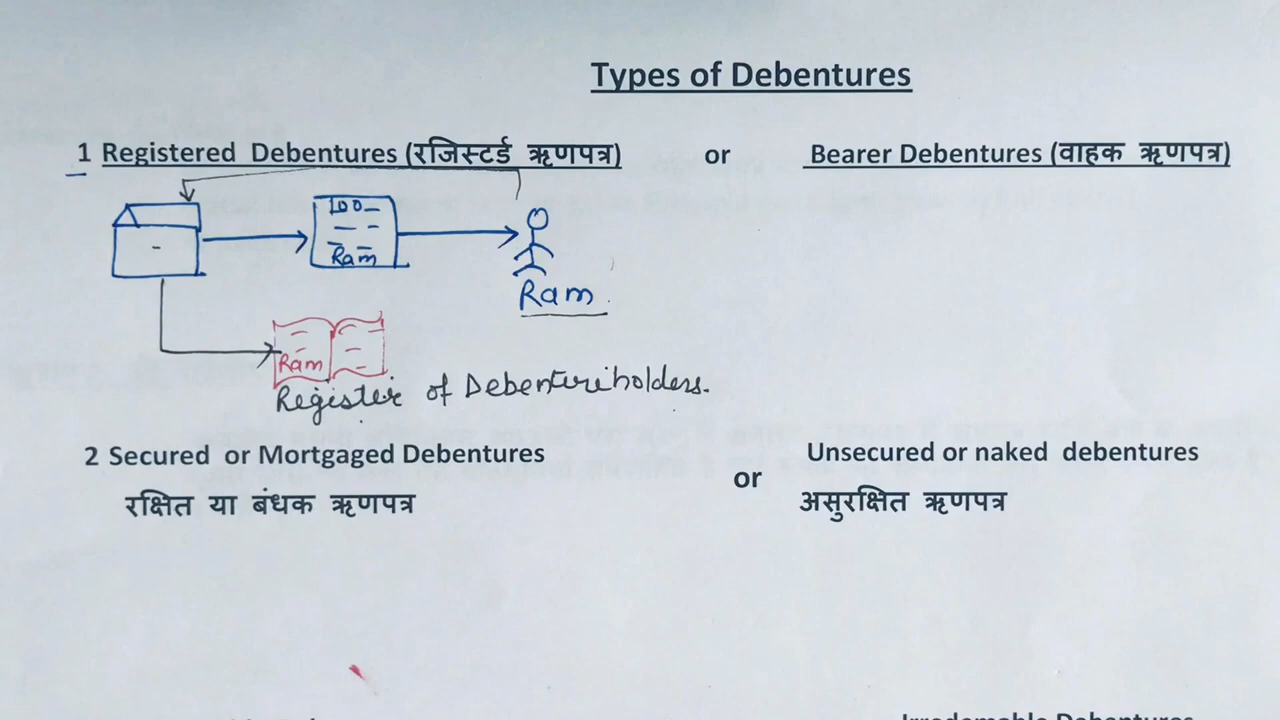 Types of Debentures
1 Registered Debentures (रजिस्टर्ड ऋणपत्र) or Bearer Debentures (वाहक ऋणपत्र)
100
Ram
Ram
Ram
Register of Debentureholders.
2 Secured or Mortgaged Debentures or Unsecured or naked debentures
रक्षित या बंधक ऋणपत्र असुरक्षित ऋणपत्र